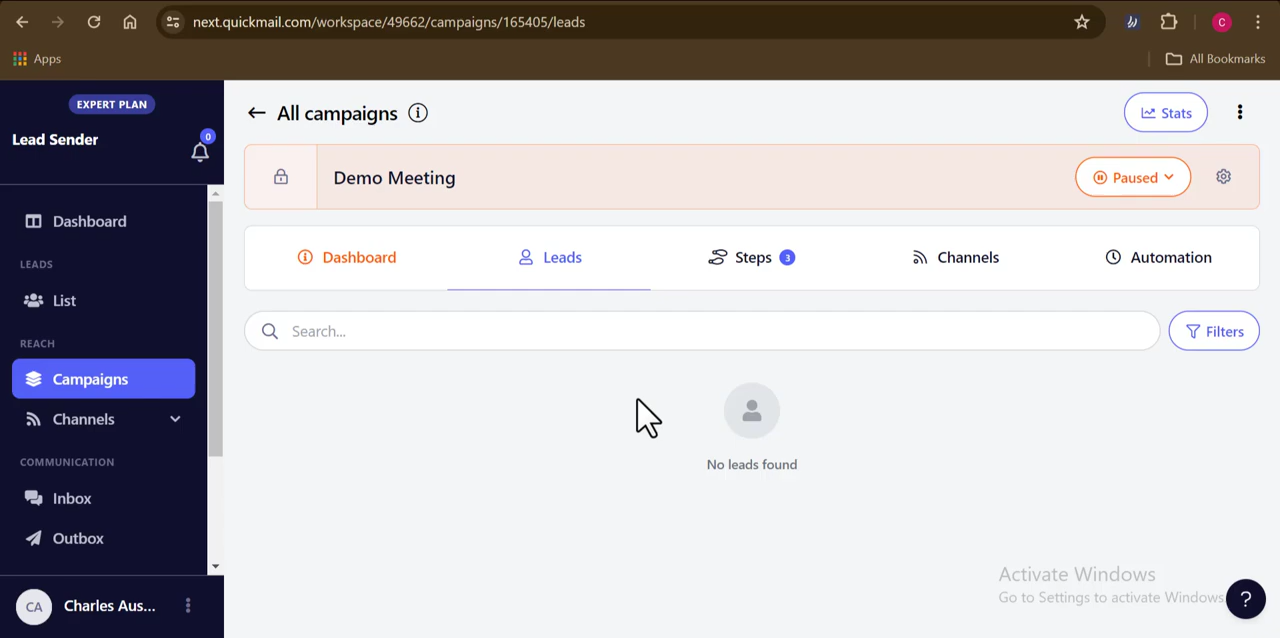 next.quickmail.com/workspace/49662/campaigns/165405/leads
C
Apps
All Bookmarks
EXPERT PLAN
Lead Sender
0
Dashboard
LEADS
List
REACH
Campaigns
Channels
COMMUNICATION
Inbox
Outbox
CA
Charles Aus...
All campaigns
Stats
Demo Meeting
Paused
Dashboard
Leads
Steps 3
Channels
Automation
Search...
Filters
No leads found
Activate Windows
Go to Settings to activate Windows
?